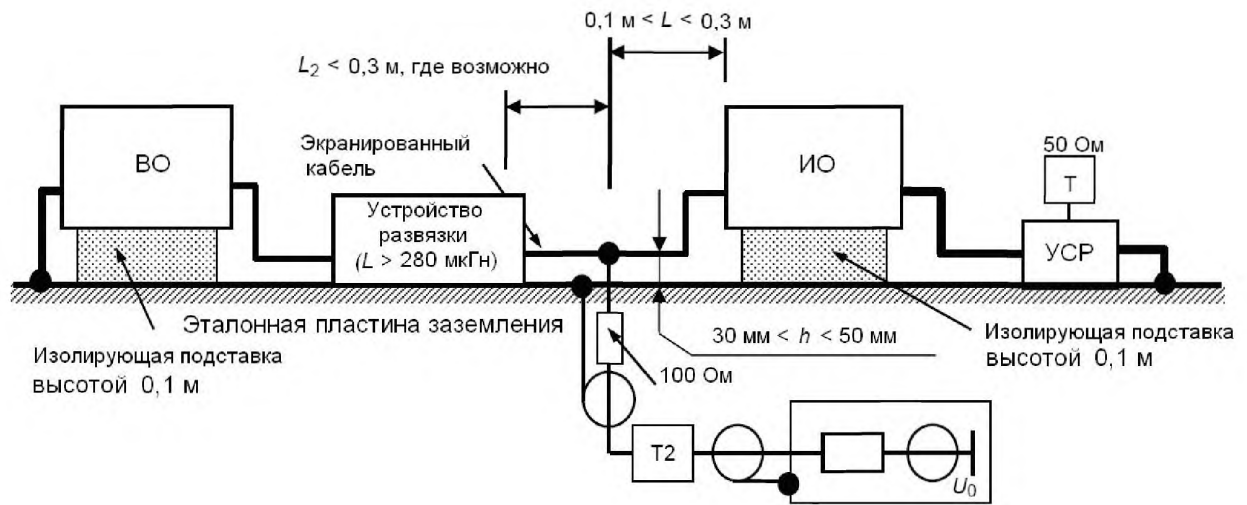 0,1 м < L < 0,3 м
L₂ < 0,3 м, где возможно
Экранированный
кабель
ВО
ИО
50 Ом
Т
Устройство
развязки
(L > 280 мкГн)
УСР
Эталонная пластина заземления
Изолирующая подставка
высотой 0,1 м
30 мм < h < 50 мм
Изолирующая подставка
высотой 0,1 м
100 Ом
Т2
U₀